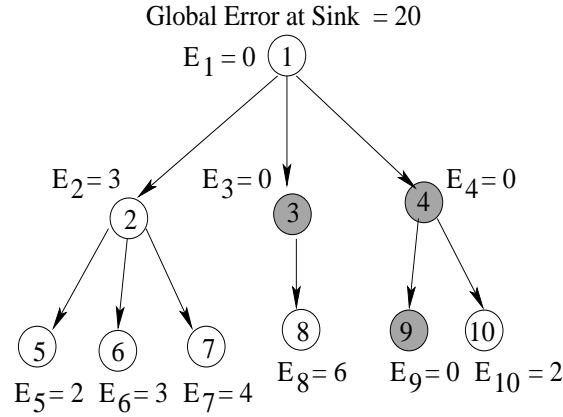 Global Error at Sink = 20
E1 = 0
1
E2 = 3
E3 = 0
E4 = 0
2
3
4
5
6
7
8
9
10
E5 = 2
E6 = 3
E7 = 4
E8 = 6
E9 = 0
E10 = 2